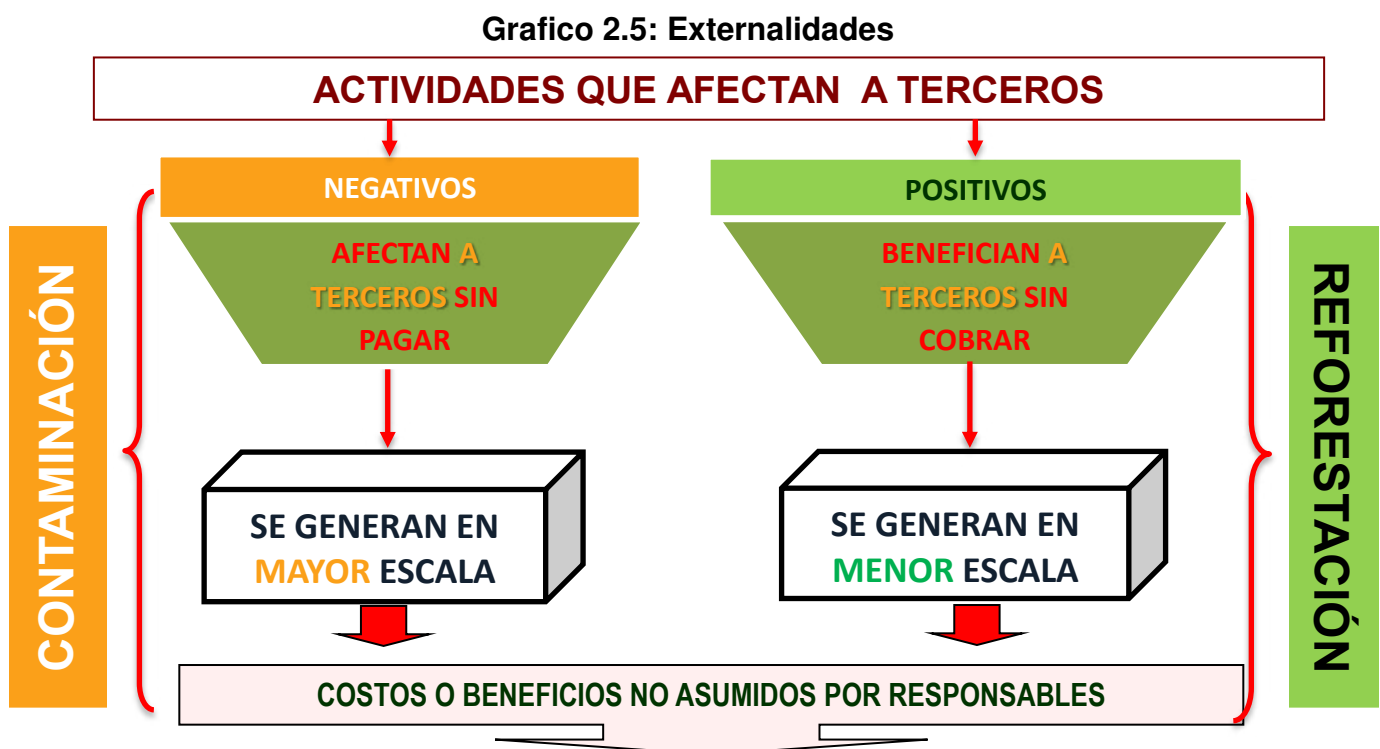 Grafico 2.5: Externalidades
ACTIVIDADES QUE AFECTAN A TERCEROS
NEGATIVOS
POSITIVOS
AFECTAN A
TERCEROS SIN
PAGAR
BENEFICIAN A
TERCEROS SIN
COBRAR
CONTAMINACIÓN
REFORESTACIÓN
SE GENERAN EN
MAYOR ESCALA
SE GENERAN EN
MENOR ESCALA
COSTOS O BENEFICIOS NO ASUMIDOS POR RESPONSABLES